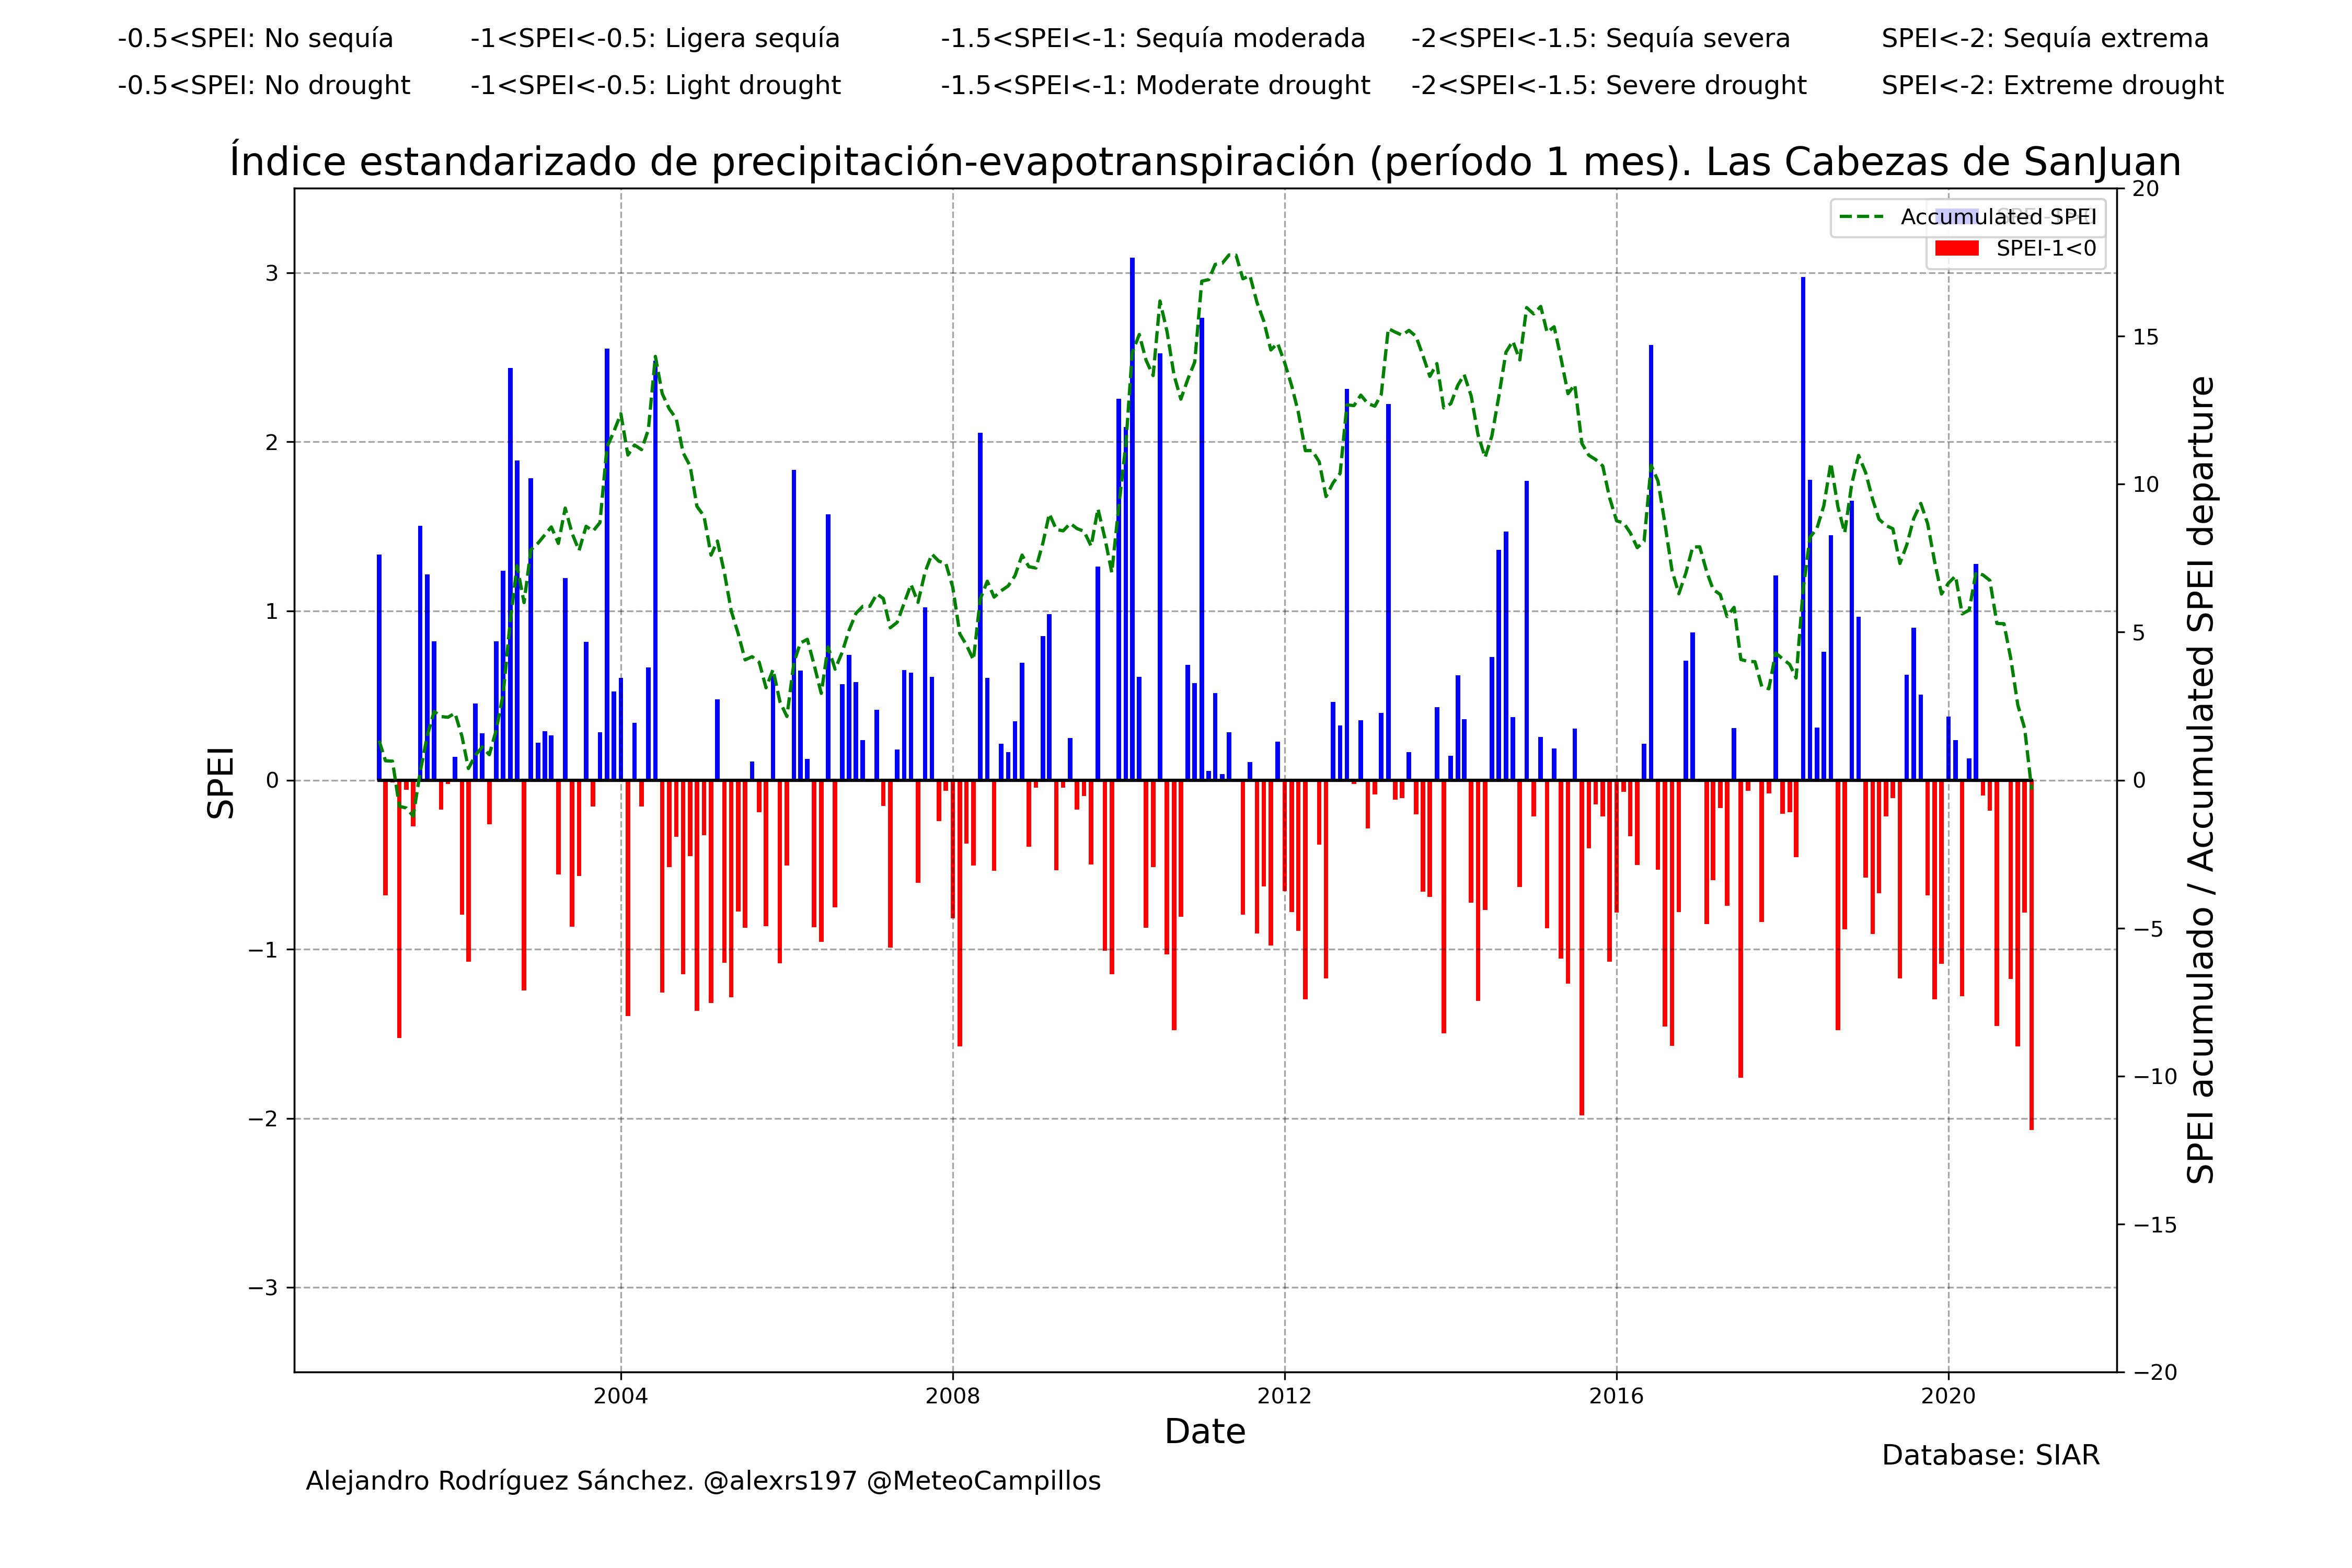 -0.5<SPEI: No sequía -1<SPEI<-0.5: Ligera sequía -1.5<SPEI<-1: Sequía moderada -2<SPEI<-1.5: Sequía severa SPEI<-2: Sequía extrema
-0.5<SPEI: No drought -1<SPEI<-0.5: Light drought -1.5<SPEI<-1: Moderate drought -2<SPEI<-1.5: Severe drought SPEI<-2: Extreme drought
Índice estandarizado de precipitación-evapotranspiración (período 1 mes). Las Cabezas de SanJuan
Accumulated SPEI
SPEI-1<0
SPEI
3
2
1
0
−1
−2
−3
20
15
10
5
0
−5
−10
−15
−20
SPEI acumulado / Accumulated SPEI departure
2004 2008 2012 2016 2020
Date
Database: SIAR
Alejandro Rodríguez Sánchez. @alexrs197 @MeteoCampillos